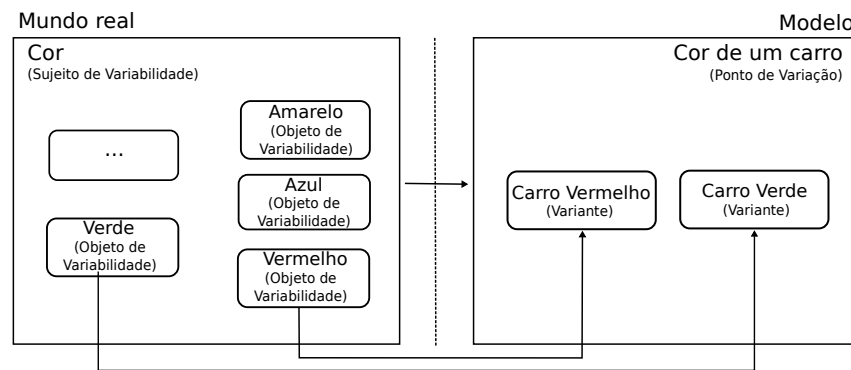 Mundo real
Cor
(Sujeito de Variabilidade)
...
Amarelo
(Objeto de
Variabilidade)
Azul
(Objeto de
Variabilidade)
Verde
(Objeto de
Variabilidade)
Vermelho
(Objeto de
Variabilidade)
Modelo
Cor de um carro
(Ponto de Variação)
Carro Vermelho
(Variante)
Carro Verde
(Variante)